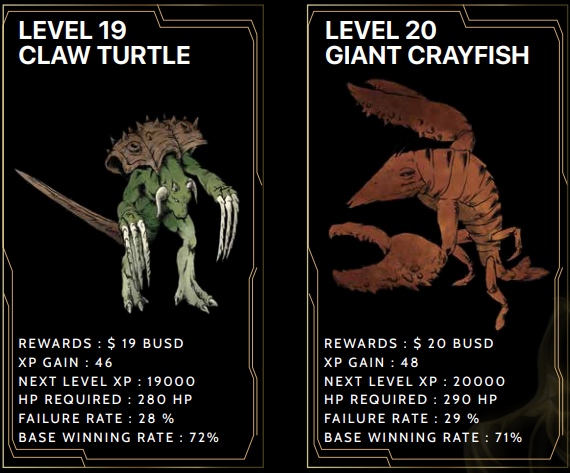 LEVEL 19
CLAW TURTLE
REWARDS : $ 19 BUSD
XP GAIN : 46
NEXT LEVEL XP : 19000
HP REQUIRED : 280 HP
FAILURE RATE : 28 %
BASE WINNING RATE : 72%
LEVEL 20
GIANT CRAYFISH
REWARDS : $ 20 BUSD
XP GAIN : 48
NEXT LEVEL XP : 20000
HP REQUIRED : 290 HP
FAILURE RATE : 29 %
BASE WINNING RATE : 71%